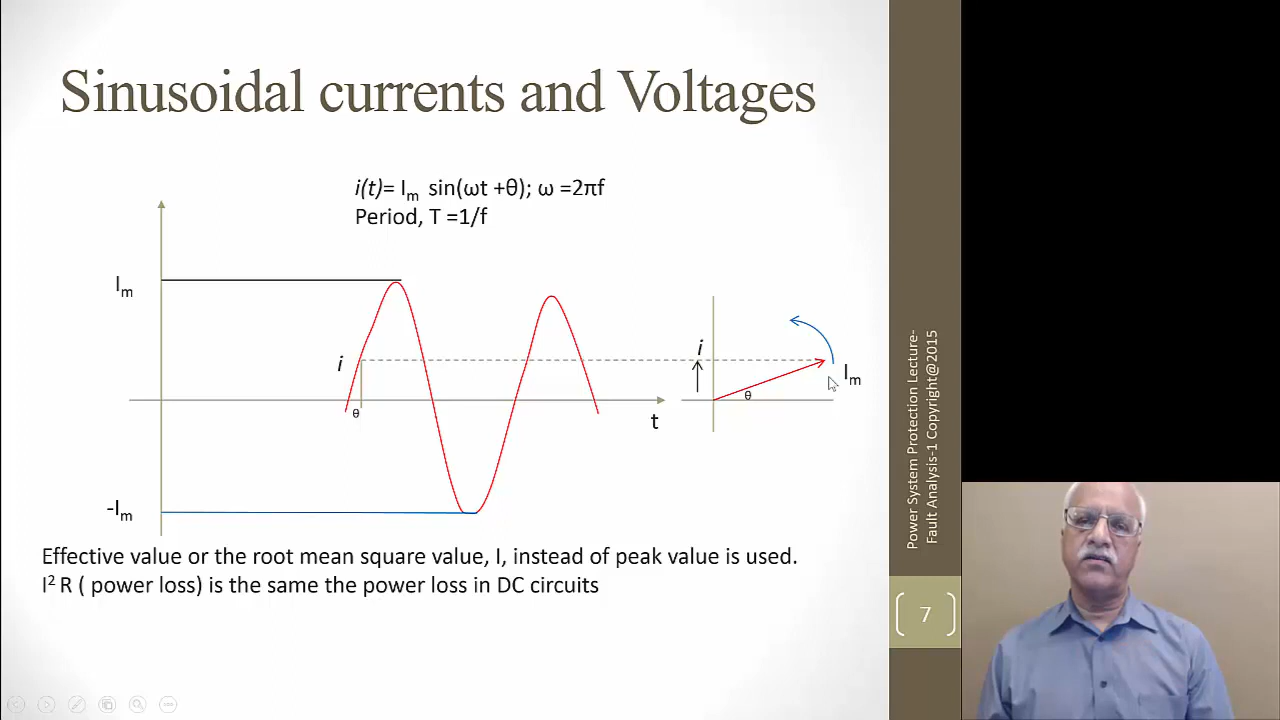 Sinusoidal currents and Voltages
i(t)= Im sin(ωt +θ); ω =2πf
Period, T =1/f
Im
i
θ
t
-Im
i
θ
Im
Effective value or the root mean square value, I, instead of peak value is used.
I² R ( power loss) is the same the power loss in DC circuits
Power System Protection Lecture-
Fault Analysis-1 Copyright@2015
7